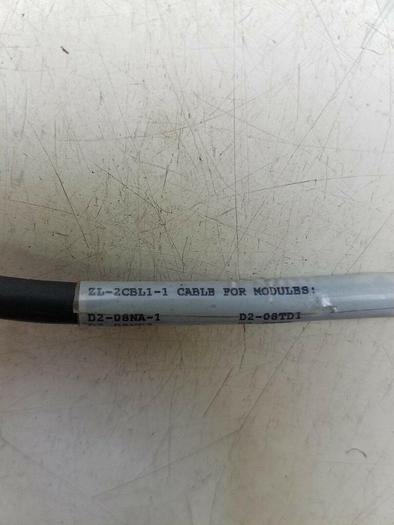 ZL-2CBL1-1 CABLE FOR MODULES:
D2-08NA-1 D2-08TD1